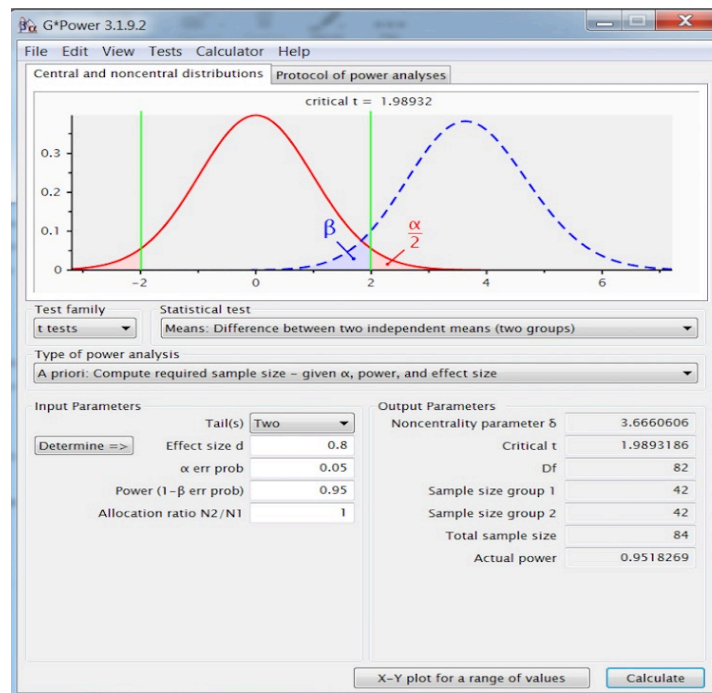 βα G*Power 3.1.9.2
File Edit View Tests Calculator Help
Central and noncentral distributions Protocol of power analyses
critical t = 1.98932
0.3
0.2
0.1
0
β
α
2
-2 0 2 4 6
Test family Statistical test
t tests Means: Difference between two independent means (two groups)
Type of power analysis
A priori: Compute required sample size – given α, power, and effect size
Input Parameters Output Parameters
Tail(s) Two Noncentrality parameter δ 3.6660606
Determine => Effect size d 0.8 Critical t 1.9893186
α err prob 0.05 Df 82
Power (1-β err prob) 0.95 Sample size group 1 42
Allocation ratio N2/N1 1 Sample size group 2 42
Total sample size 84
Actual power 0.9518269
X-Y plot for a range of values Calculate